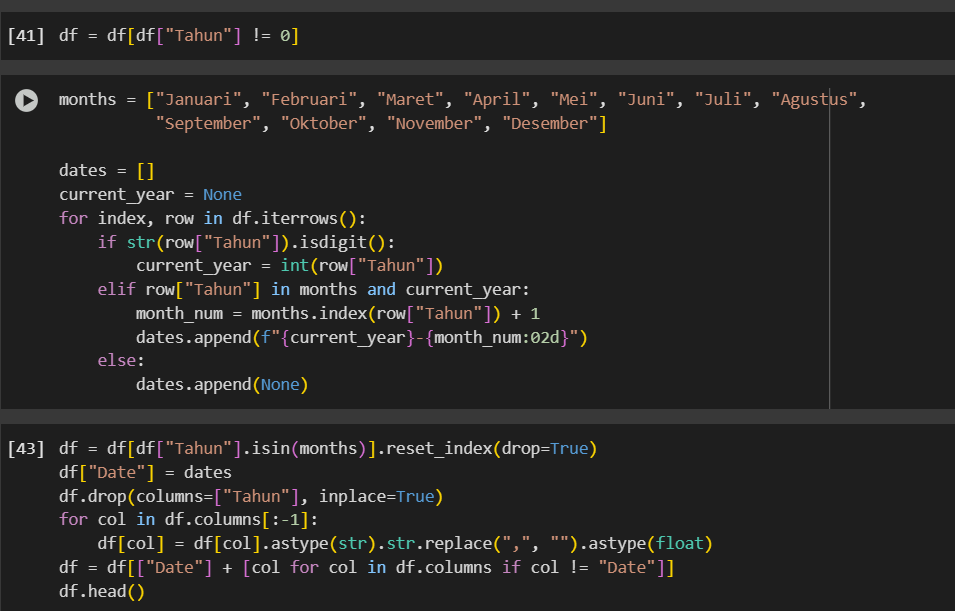 [41] df = df[df["Tahun"] != 0]
months = ["Januari", "Februari", "Maret", "April", "Mei", "Juni", "Juli", "Agustus",
"September", "Oktober", "November", "Desember"]
dates = []
current_year = None
for index, row in df.iterrows():
if str(row["Tahun"]).isdigit():
current_year = int(row["Tahun"])
elif row["Tahun"] in months and current_year:
month_num = months.index(row["Tahun"]) + 1
dates.append(f"{current_year}-{month_num:02d}")
else:
dates.append(None)
[43] df = df[df["Tahun"].isin(months)].reset_index(drop=True)
df["Date"] = dates
df.drop(columns=["Tahun"], inplace=True)
for col in df.columns[:-1]:
df[col] = df[col].astype(str).str.replace(",", "").astype(float)
df = df[["Date"] + [col for col in df.columns if col != "Date"]]
df.head()